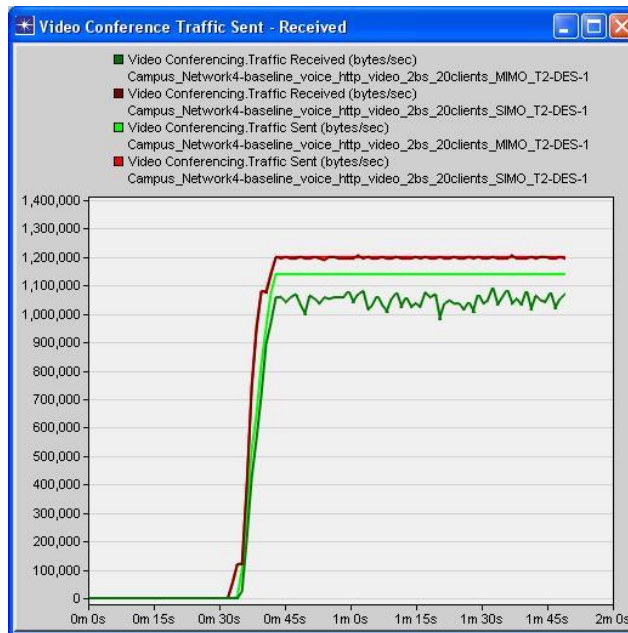 Video Conference Traffic Sent - Received
Video Conferencing.Traffic Received (bytes/sec)
Campus_Network4-baseline_voice_http_video_2bs_20clients_MIMO_T2-DES-1
Video Conferencing.Traffic Received (bytes/sec)
Campus_Network4-baseline_voice_http_video_2bs_20clients_SIMO_T2-DES-1
Video Conferencing.Traffic Sent (bytes/sec)
Campus_Network4-baseline_voice_http_video_2bs_20clients_MIMO_T2-DES-1
Video Conferencing.Traffic Sent (bytes/sec)
Campus_Network4-baseline_voice_http_video_2bs_20clients_SIMO_T2-DES-1
1,400,000
1,300,000
1,200,000
1,100,000
1,000,000
900,000
800,000
700,000
600,000
500,000
400,000
300,000
200,000
100,000
0
0m 0s 0m 15s 0m 30s 0m 45s 1m 0s 1m 15s 1m 30s 1m 45s 2m 0s